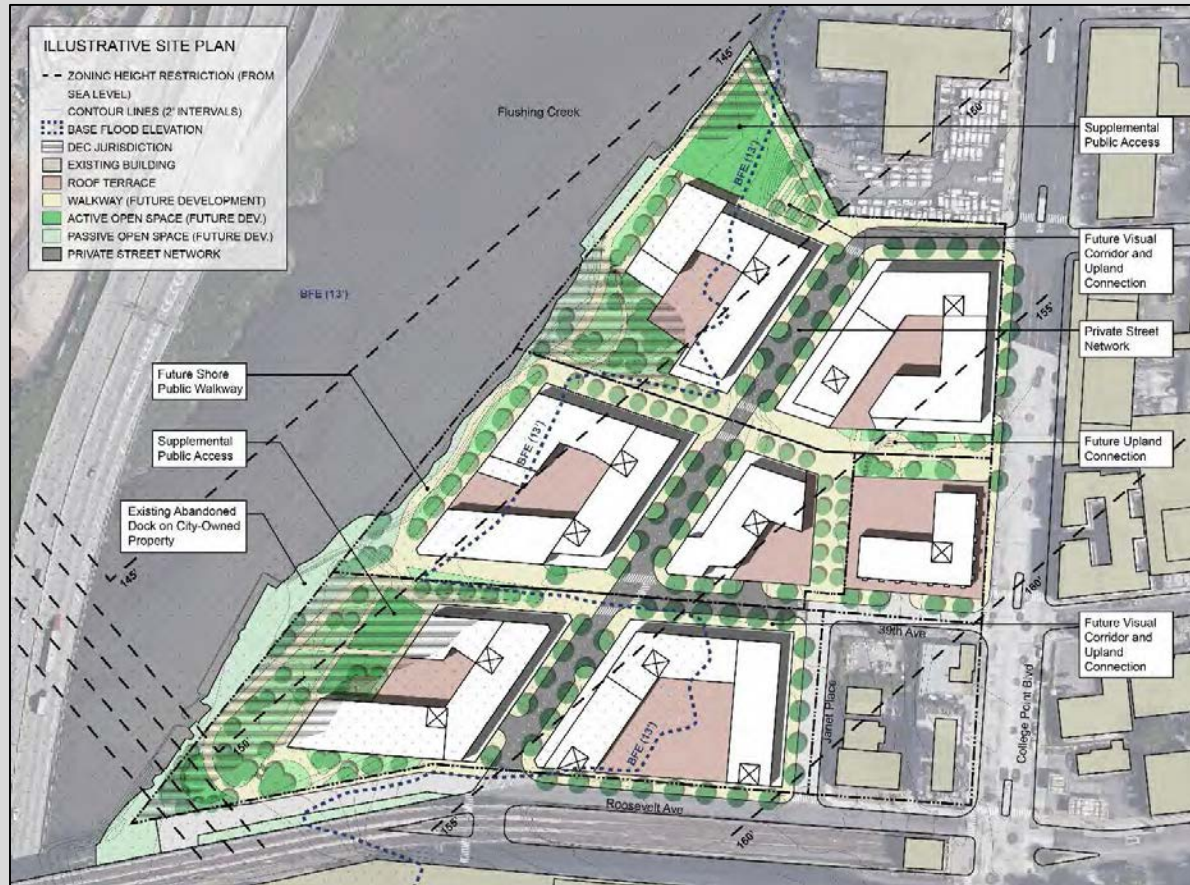 ILLUSTRATIVE SITE PLAN
ZONING HEIGHT RESTRICTION (FROM
SEA LEVEL)
CONTOUR LINES (2' INTERVALS)
BASE FLOOD ELEVATION
DEC JURISDICTION
EXISTING BUILDING
ROOF TERRACE
WALKWAY (FUTURE DEVELOPMENT)
ACTIVE OPEN SPACE (FUTURE DEV.)
PASSIVE OPEN SPACE (FUTURE DEV.)
PRIVATE STREET NETWORK
145'
Flushing Creek
150'
Supplemental
Public Access
BFE (13')
Future Visual
Corridor and
Upland
Connection
BFE (13')
155'
Private Street
Network
Future Shore
Public Walkway
Supplemental
Public Access
BFE (13')
Future Upland
Connection
Existing Abandoned
Dock on City-Owned
Property
145'
160'
39th Ave
Future Visual
Corridor and
Upland
Connection
Janet Place
College Point Blvd
150'
BFE (13')
Roosevelt Ave
155'
160'